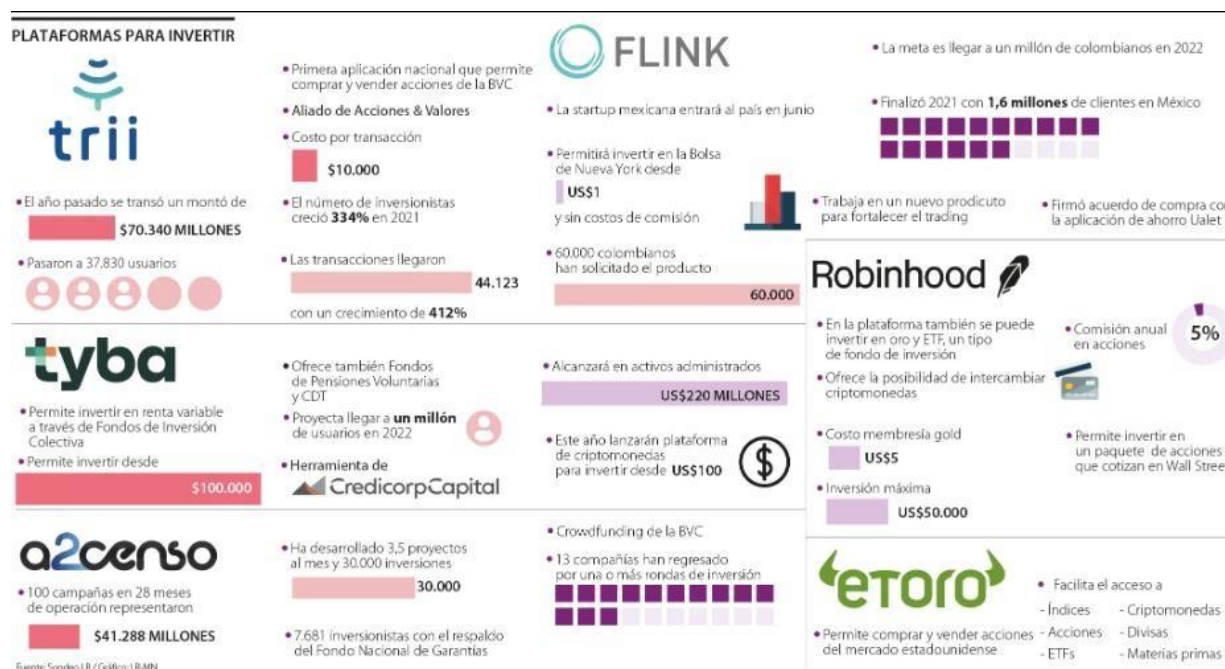 PLATAFORMAS PARA INVERTIR
trii
• El año pasado se transó un montó de
$70.340 MILLONES
• Pasaron a 37.830 usuarios
• Primera aplicación nacional que permite
comprar y vender acciones de la BVC
• Aliado de Acciones & Valores
• Costo por transacción
$10.000
• El número de inversionistas
creció 334% en 2021
• Las transacciones llegaron
44.123
con un crecimiento de 412%
FLINK
• La startup mexicana entrará al país en junio
• Permitirá invertir en la Bolsa
de Nueva York desde
US$1
y sin costos de comisión
• 60.000 colombianos
han solicitado el producto
60.000
• La meta es llegar a un millón de colombianos en 2022
• Finalizó 2021 con 1,6 millones de clientes en México
• Trabaja en un nuevo prodicuto
para fortalecer el trading
• Firmó acuerdo de compra con
la aplicación de ahorro Ualet
tyba
• Permite invertir en renta variable
a través de Fondos de Inversión
Colectiva
• Permite invertir desde
$100.000
• Ofrece también Fondos
de Pensiones Voluntarias
y CDT
• Proyecta llegar a un millón
de usuarios en 2022
• Herramienta de
CredicorpCapital
• Alcanzará en activos administrados
US$220 MILLONES
• Este año lanzarán plataforma
de criptomonedas
para invertir desde US$100
$
Robinhood
• En la plataforma también se puede
invertir en oro y ETF, un tipo
de fondo de inversión
• Ofrece la posibilidad de intercambiar
criptomonedas
• Costo membresía gold
US$5
• Inversión máxima
US$50.000
• Comisión anual
en acciones
5%
• Permite invertir en
un paquete de acciones
que cotizan en Wall Stree
a2censo
• 100 campañas en 28 meses
de operación representaron
$41.288 MILLONES
• Ha desarrollado 3,5 proyectos
al mes y 30.000 inversiones
30.000
• 7.681 inversionistas con el respaldo
del Fondo Nacional de Garantías
• Crowdfunding de la BVC
• 13 compañías han regresado
por una o más rondas de inversión
eToro
• Permite comprar y vender acciones
del mercado estadounidense
• Facilita el acceso a
- Índices
- Acciones
- ETFs
- Criptomonedas
- Divisas
- Materias primas
Fuente: Sondeo LR / Gráfico: LR-MN